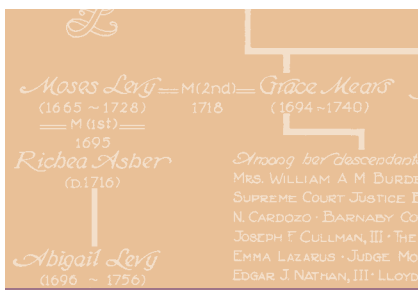 Moses Levy = M(2nd) = Grace Mears
(1665 ~ 1728) 1718 (1694~1740)
= M (1st) =
1695
Richea Asher
(D.1716)
Among her descendants
MRS. WILLIAM A M BURDE
SUPREME COURT JUSTICE B
N. CARDOZO · BARNABY CO
JOSEPH F CULLMAN, III · THE
EMMA LAZARUS · JUDGE MO
EDGAR J. NATHAN, III · LLOYD
Abigail Levy
(1696 ~ 1756)